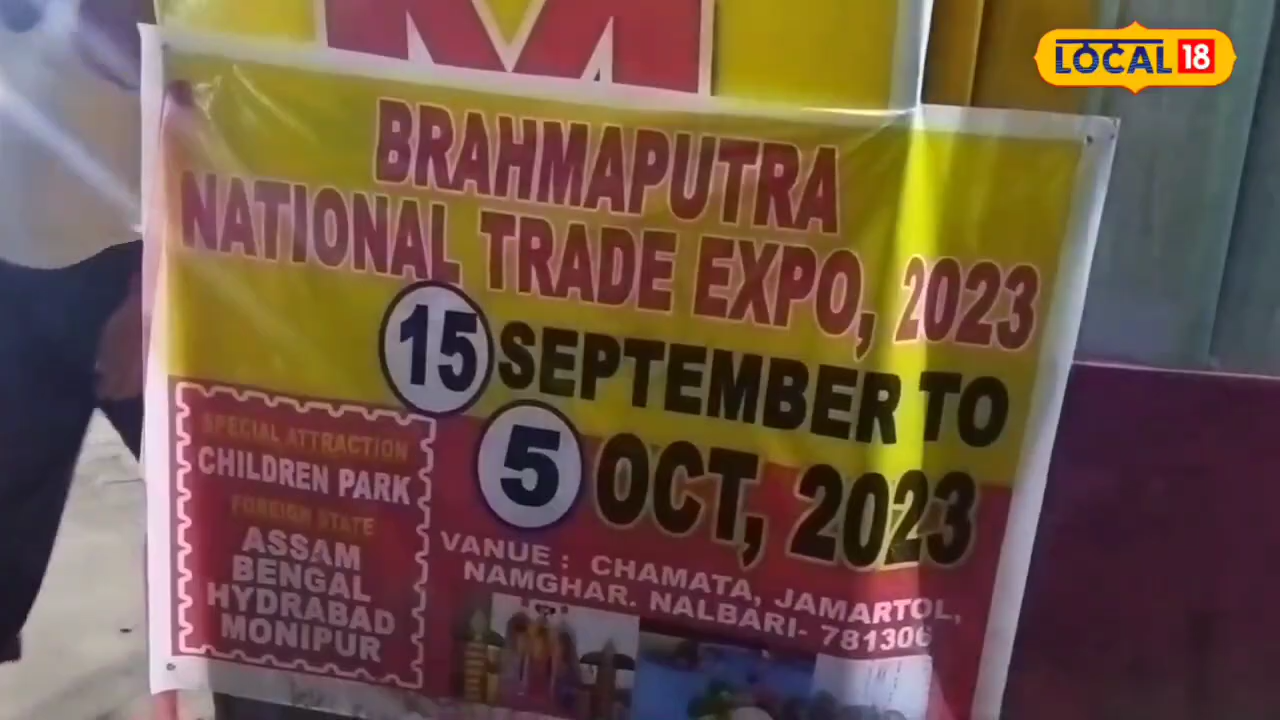 LOCAL 18
M
BRAHMAPUTRA
NATIONAL TRADE EXPO, 2023
15 SEPTEMBER TO
5 OCT, 2023
SPECIAL ATTRACTION
CHILDREN PARK
FOREIGN STATE
ASSAM
BENGAL
HYDRABAD
MONIPUR
VANUE : CHAMATA, JAMARTOL,
NAMGHAR. NALBARI- 781306